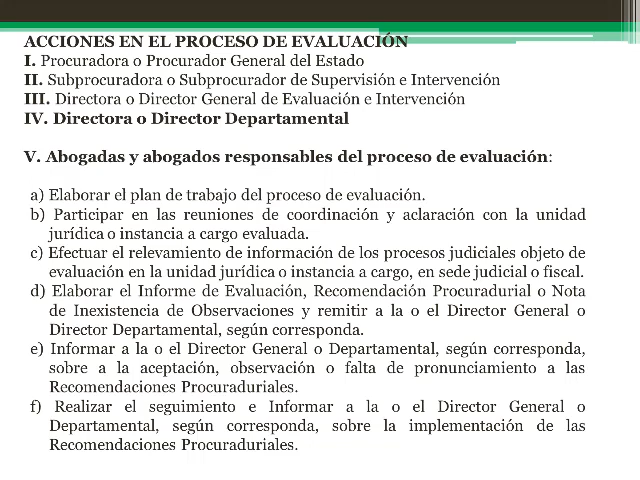 ACCIONES EN EL PROCESO DE EVALUACIÓN
I. Procuradora o Procurador General del Estado
II. Subprocuradora o Subprocurador de Supervisión e Intervención
III. Directora o Director General de Evaluación e Intervención
IV. Directora o Director Departamental
V. Abogadas y abogados responsables del proceso de evaluación:
a) Elaborar el plan de trabajo del proceso de evaluación.
b) Participar en las reuniones de coordinación y aclaración con la unidad
jurídica o instancia a cargo evaluada.
c) Efectuar el relevamiento de información de los procesos judiciales objeto de
evaluación en la unidad jurídica o instancia a cargo, en sede judicial o fiscal.
d) Elaborar el Informe de Evaluación, Recomendación Procuradurial o Nota
de Inexistencia de Observaciones y remitir a la o el Director General o
Director Departamental, según corresponda.
e) Informar a la o el Director General o Departamental, según corresponda,
sobre a la aceptación, observación o falta de pronunciamiento a las
Recomendaciones Procuraduriales.
f) Realizar el seguimiento e Informar a la o el Director General o
Departamental, según corresponda, sobre la implementación de las
Recomendaciones Procuraduriales.